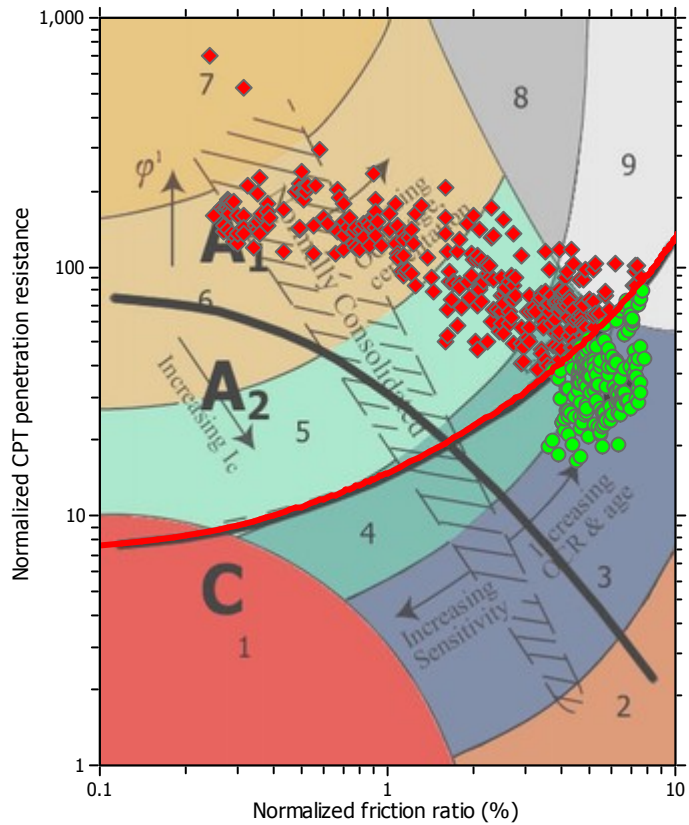 1,000
7
8
9
φ¹
A₁
Normally Consolidated
100
6
A₂
Increasing Ic
5
10
4
Increasing
OCR & age
C
Increasing
Sensitivity
3
1
2
1
0.1
1
10
Normalized CPT penetration resistance
Normalized friction ratio (%)